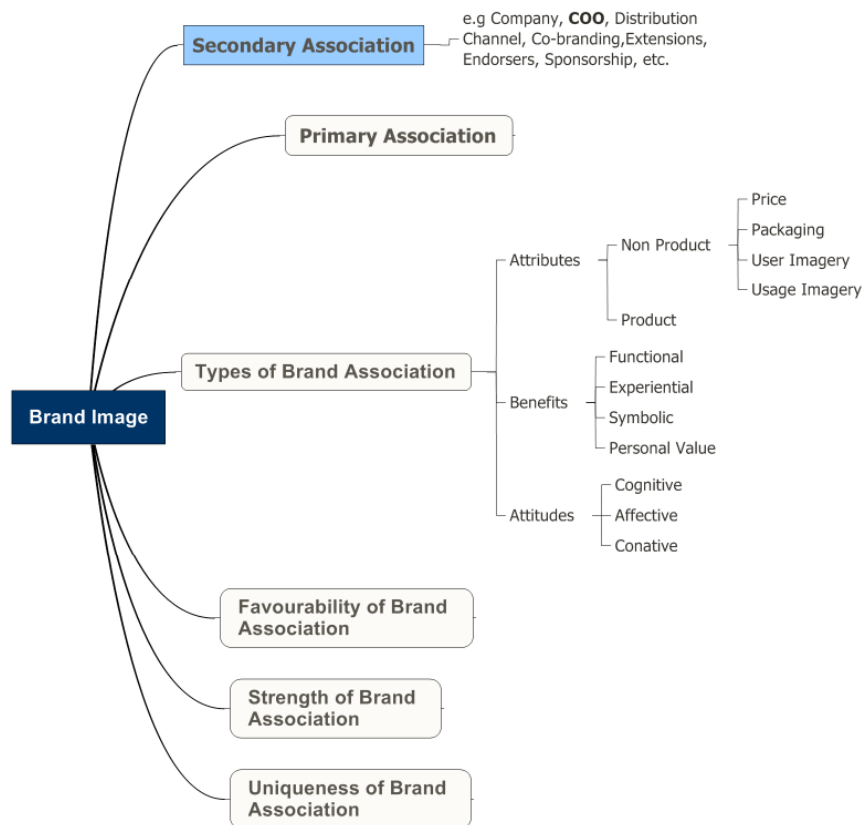 e.g Company, COO, Distribution
Channel, Co-branding,Extensions,
Endorsers, Sponsorship, etc.
Secondary Association
Primary Association
Price
Packaging
Non Product
User Imagery
Attributes
Usage Imagery
Product
Functional
Types of Brand Association
Experiential
Benefits
Symbolic
Brand Image
Personal Value
Cognitive
Attitudes
Affective
Conative
Favourability of Brand
Association
Strength of Brand
Association
Uniqueness of Brand
Association